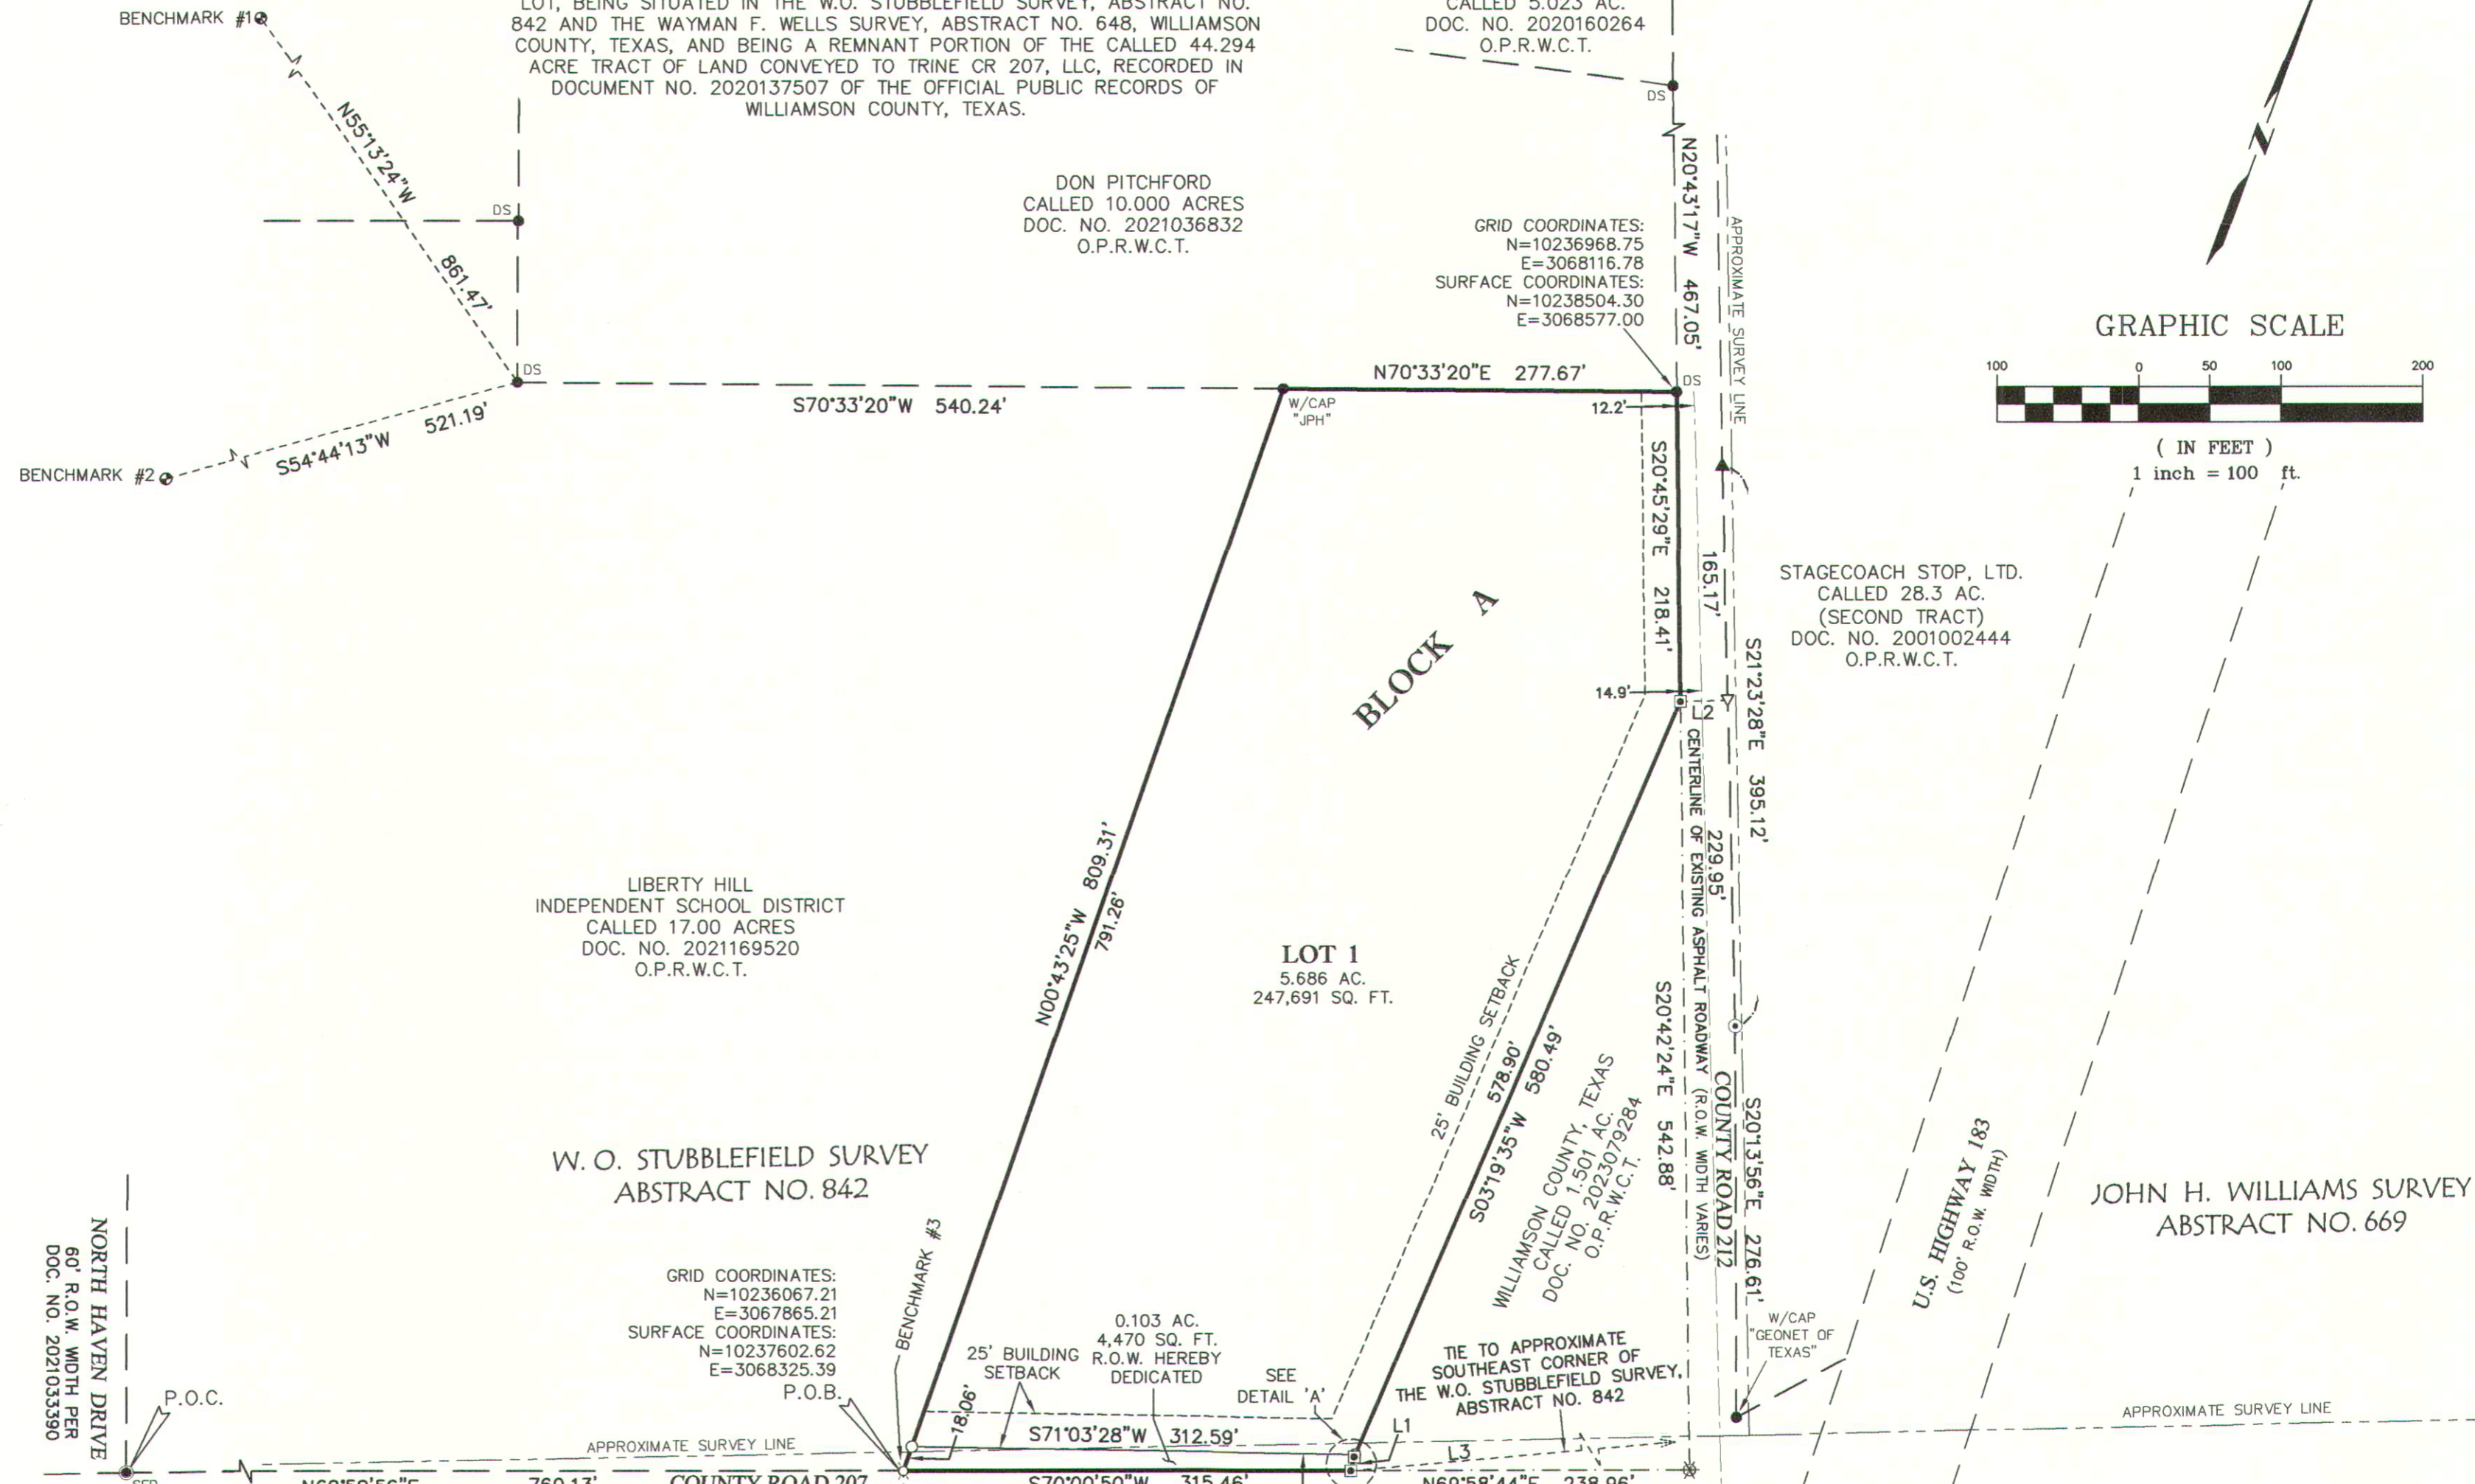 LOT, BEING SITUATED IN THE W.O. STUBBLEFIELD SURVEY, ABSTRACT NO.
842 AND THE WAYMAN F. WELLS SURVEY, ABSTRACT NO. 648, WILLIAMSON
COUNTY, TEXAS, AND BEING A REMNANT PORTION OF THE CALLED 44.294
ACRE TRACT OF LAND CONVEYED TO TRINE CR 207, LLC, RECORDED IN
DOCUMENT NO. 2020137507 OF THE OFFICIAL PUBLIC RECORDS OF
WILLIAMSON COUNTY, TEXAS.
CALLED 5.023 AC.
DOC. NO. 2020160264
O.P.R.W.C.T.
DS
BENCHMARK #1
N55°13'24"W
861.47'
DS
DS
BENCHMARK #2
S54°44'13"W 521.19'
S70°33'20"W 540.24'
DON PITCHFORD
CALLED 10.000 ACRES
DOC. NO. 2021036832
O.P.R.W.C.T.
GRID COORDINATES:
N=10236968.75
E=3068116.78
SURFACE COORDINATES:
N=10238504.30
E=3068577.00
N20°43'17"W 467.05'
APPROXIMATE SURVEY LINE
N
GRAPHIC SCALE
100 0 50 100 200
( IN FEET )
1 inch = 100 ft.
N70°33'20"E 277.67'
DS
W/CAP
"JPH"
12.2'
S20°45'29"E 218.41'
165.17'
14.9'
L2
STAGECOACH STOP, LTD.
CALLED 28.3 AC.
(SECOND TRACT)
DOC. NO. 2001002444
O.P.R.W.C.T.
S21°23'28"E 395.12'
229.95'
BLOCK A
LIBERTY HILL
INDEPENDENT SCHOOL DISTRICT
CALLED 17.00 ACRES
DOC. NO. 2021169520
O.P.R.W.C.T.
N00°43'25"W 809.31'
791.26'
LOT 1
5.686 AC.
247,691 SQ. FT.
25' BUILDING SETBACK
578.90'
S03°19'35"W 580.49'
WILLIAMSON COUNTY, TEXAS
CALLED 1.501 AC.
DOC. NO. 2023079284
O.P.R.W.C.T.
S20°42'24"E 542.88'
CENTERLINE OF EXISTING ASPHALT ROADWAY (R.O.W. WIDTH VARIES)
COUNTY ROAD 212
S20°13'56"E 276.61'
U.S. HIGHWAY 183
(100' R.O.W. WIDTH)
JOHN H. WILLIAMS SURVEY
ABSTRACT NO. 669
W. O. STUBBLEFIELD SURVEY
ABSTRACT NO. 842
NORTH HAVEN DRIVE
60' R.O.W. WIDTH PER
DOC. NO. 2021033390
P.O.C.
GRID COORDINATES:
N=10236067.21
E=3067865.21
SURFACE COORDINATES:
N=10237602.62
E=3068325.39
P.O.B.
BENCHMARK #3
25' BUILDING
SETBACK
0.103 AC.
4,470 SQ. FT.
R.O.W. HEREBY
DEDICATED
SEE
DETAIL 'A'
TIE TO APPROXIMATE
SOUTHEAST CORNER OF
THE W.O. STUBBLEFIELD SURVEY,
ABSTRACT NO. 842
W/CAP
"GEONET OF
TEXAS"
18.06'
S71°03'28"W 312.59'
L1
L3
APPROXIMATE SURVEY LINE
APPROXIMATE SURVEY LINE
760.13'
COUNTY ROAD 207
S70°00'50"W 315.46'
N69°58'44"E 238.96'